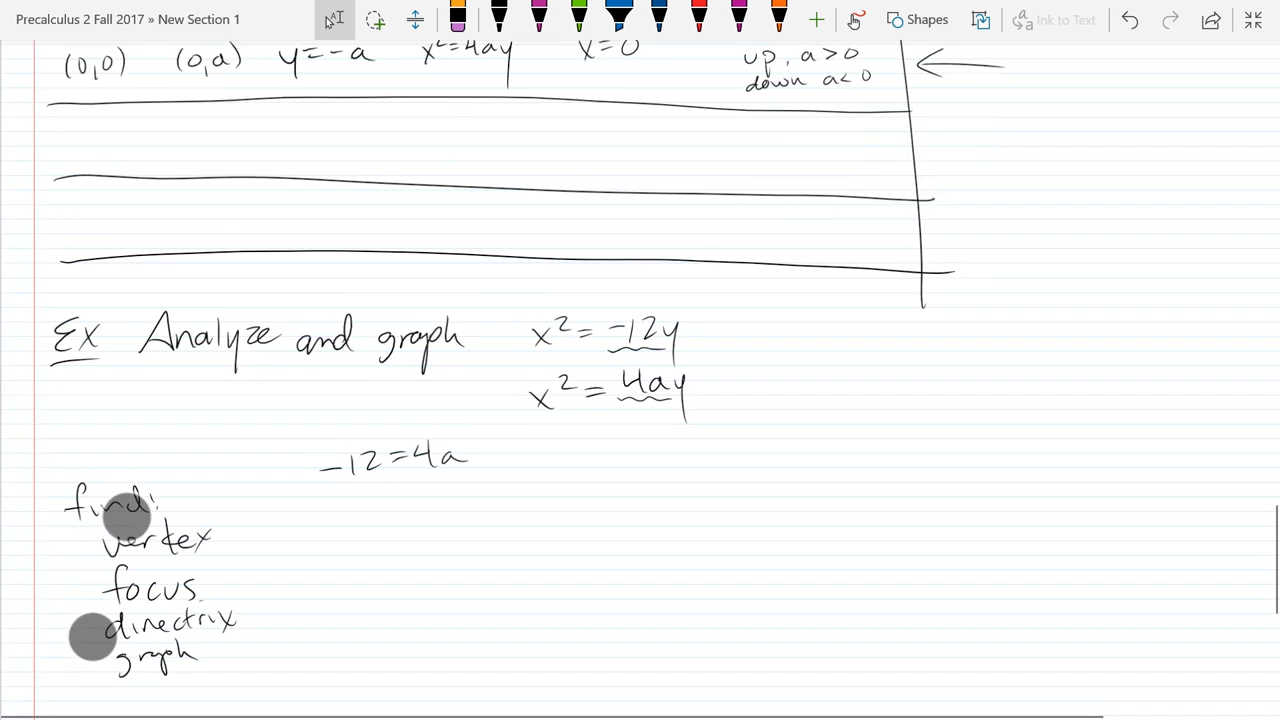 Precalculus 2 Fall 2017 » New Section 1
Shapes
Ink to Text
(0,0) (0,a) y=-a x²=4ay x=0 up, a>0
down a<0
Ex Analyze and graph x²=-12y
x²=4ay
-12=4a
find:
vertex
focus
directrix
graph